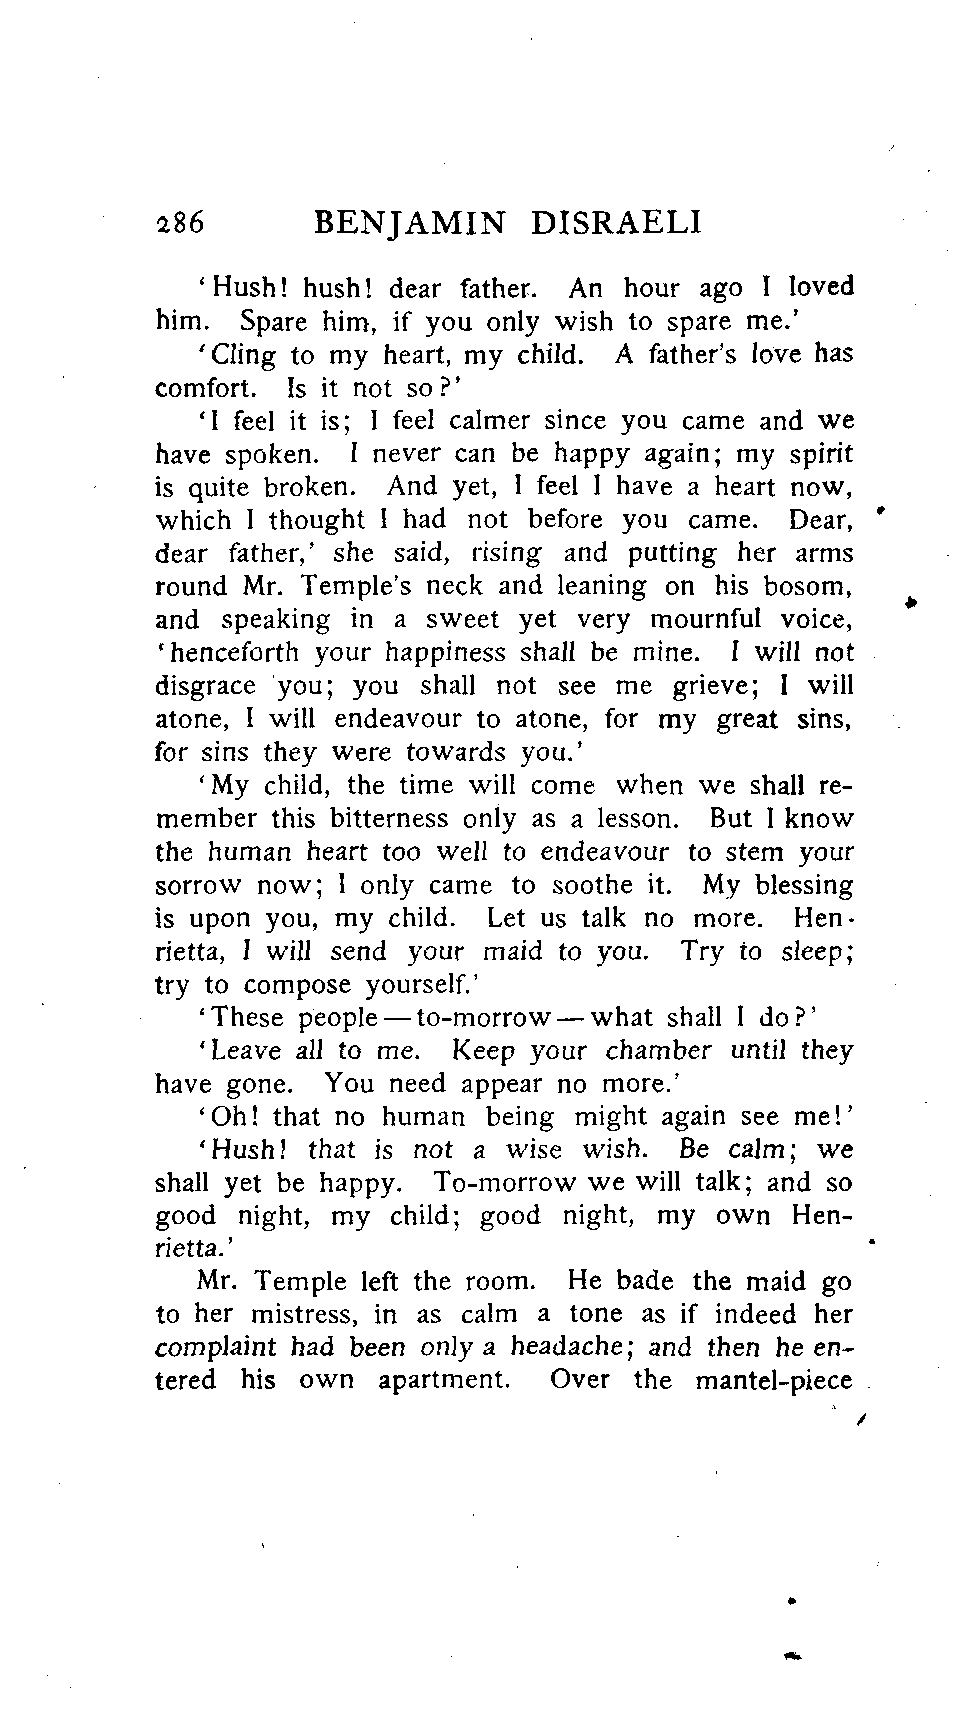 286 BENJAMIN DISRAELI
'Hush! hush! dear father. An hour ago I loved
him. Spare him, if you only wish to spare me.'
'Cling to my heart, my child. A father's love has
comfort. Is it not so?'
'I feel it is; I feel calmer since you came and we
have spoken. I never can be happy again; my spirit
is quite broken. And yet, I feel I have a heart now,
which I thought I had not before you came. Dear,
dear father,' she said, rising and putting her arms
round Mr. Temple's neck and leaning on his bosom,
and speaking in a sweet yet very mournful voice,
'henceforth your happiness shall be mine. I will not
disgrace you; you shall not see me grieve; I will
atone, I will endeavour to atone, for my great sins,
for sins they were towards you.'
'My child, the time will come when we shall re-
member this bitterness only as a lesson. But I know
the human heart too well to endeavour to stem your
sorrow now; I only came to soothe it. My blessing
is upon you, my child. Let us talk no more. Hen-
rietta, I will send your maid to you. Try to sleep;
try to compose yourself.'
'These people—to-morrow—what shall I do?'
'Leave all to me. Keep your chamber until they
have gone. You need appear no more.'
'Oh! that no human being might again see me!'
'Hush! that is not a wise wish. Be calm; we
shall yet be happy. To-morrow we will talk; and so
good night, my child; good night, my own Hen-
rietta.'
Mr. Temple left the room. He bade the maid go
to her mistress, in as calm a tone as if indeed her
complaint had been only a headache; and then he en-
tered his own apartment. Over the mantel-piece